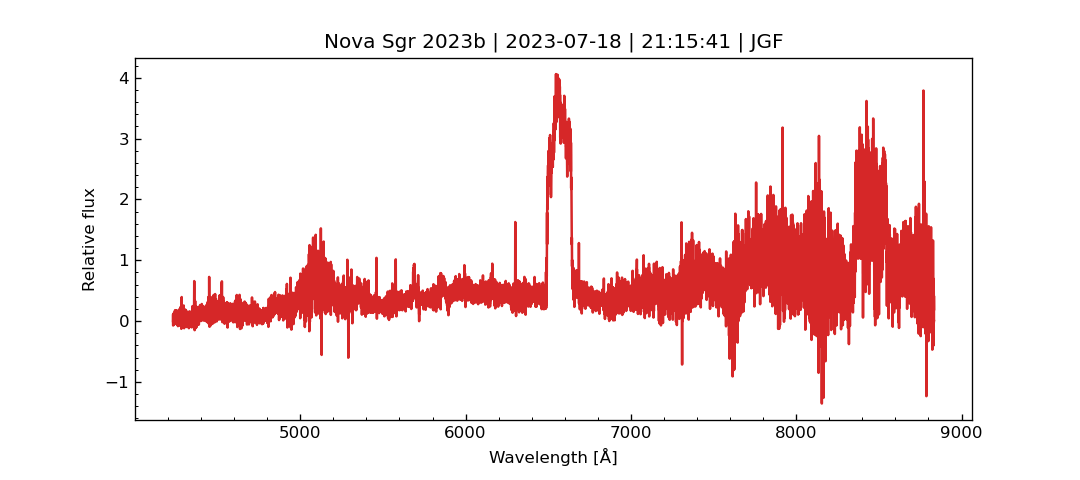 Nova Sgr 2023b | 2023-07-18 | 21:15:41 | JGF
4
3
2
1
0
−1
Relative flux
5000 6000 7000 8000 9000
Wavelength [Å]